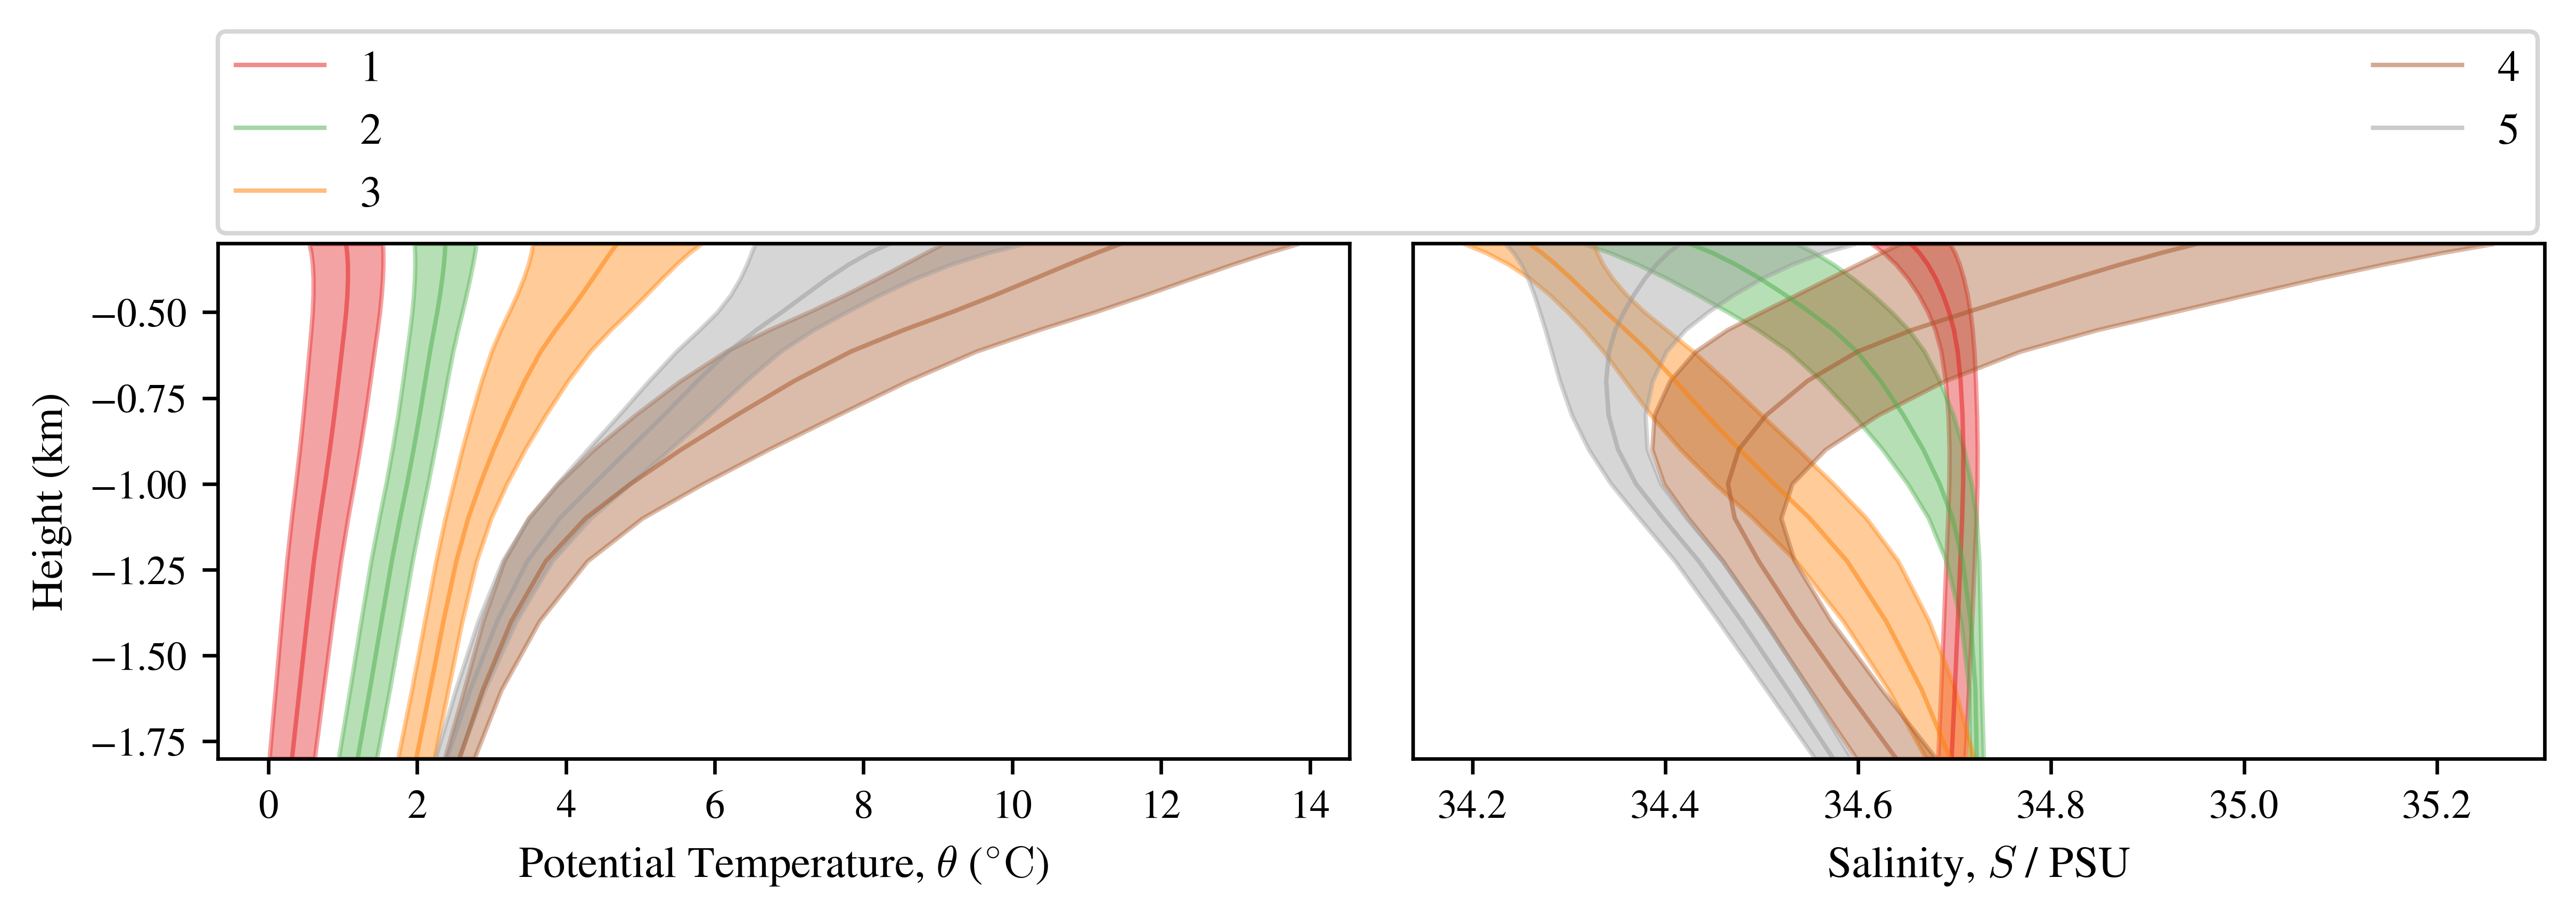 1
2
3
4
5
Height (km)
−0.50
−0.75
−1.00
−1.25
−1.50
−1.75
0 2 4 6 8 10 12 14
Potential Temperature, θ (°C)
34.2 34.4 34.6 34.8 35.0 35.2
Salinity, S / PSU